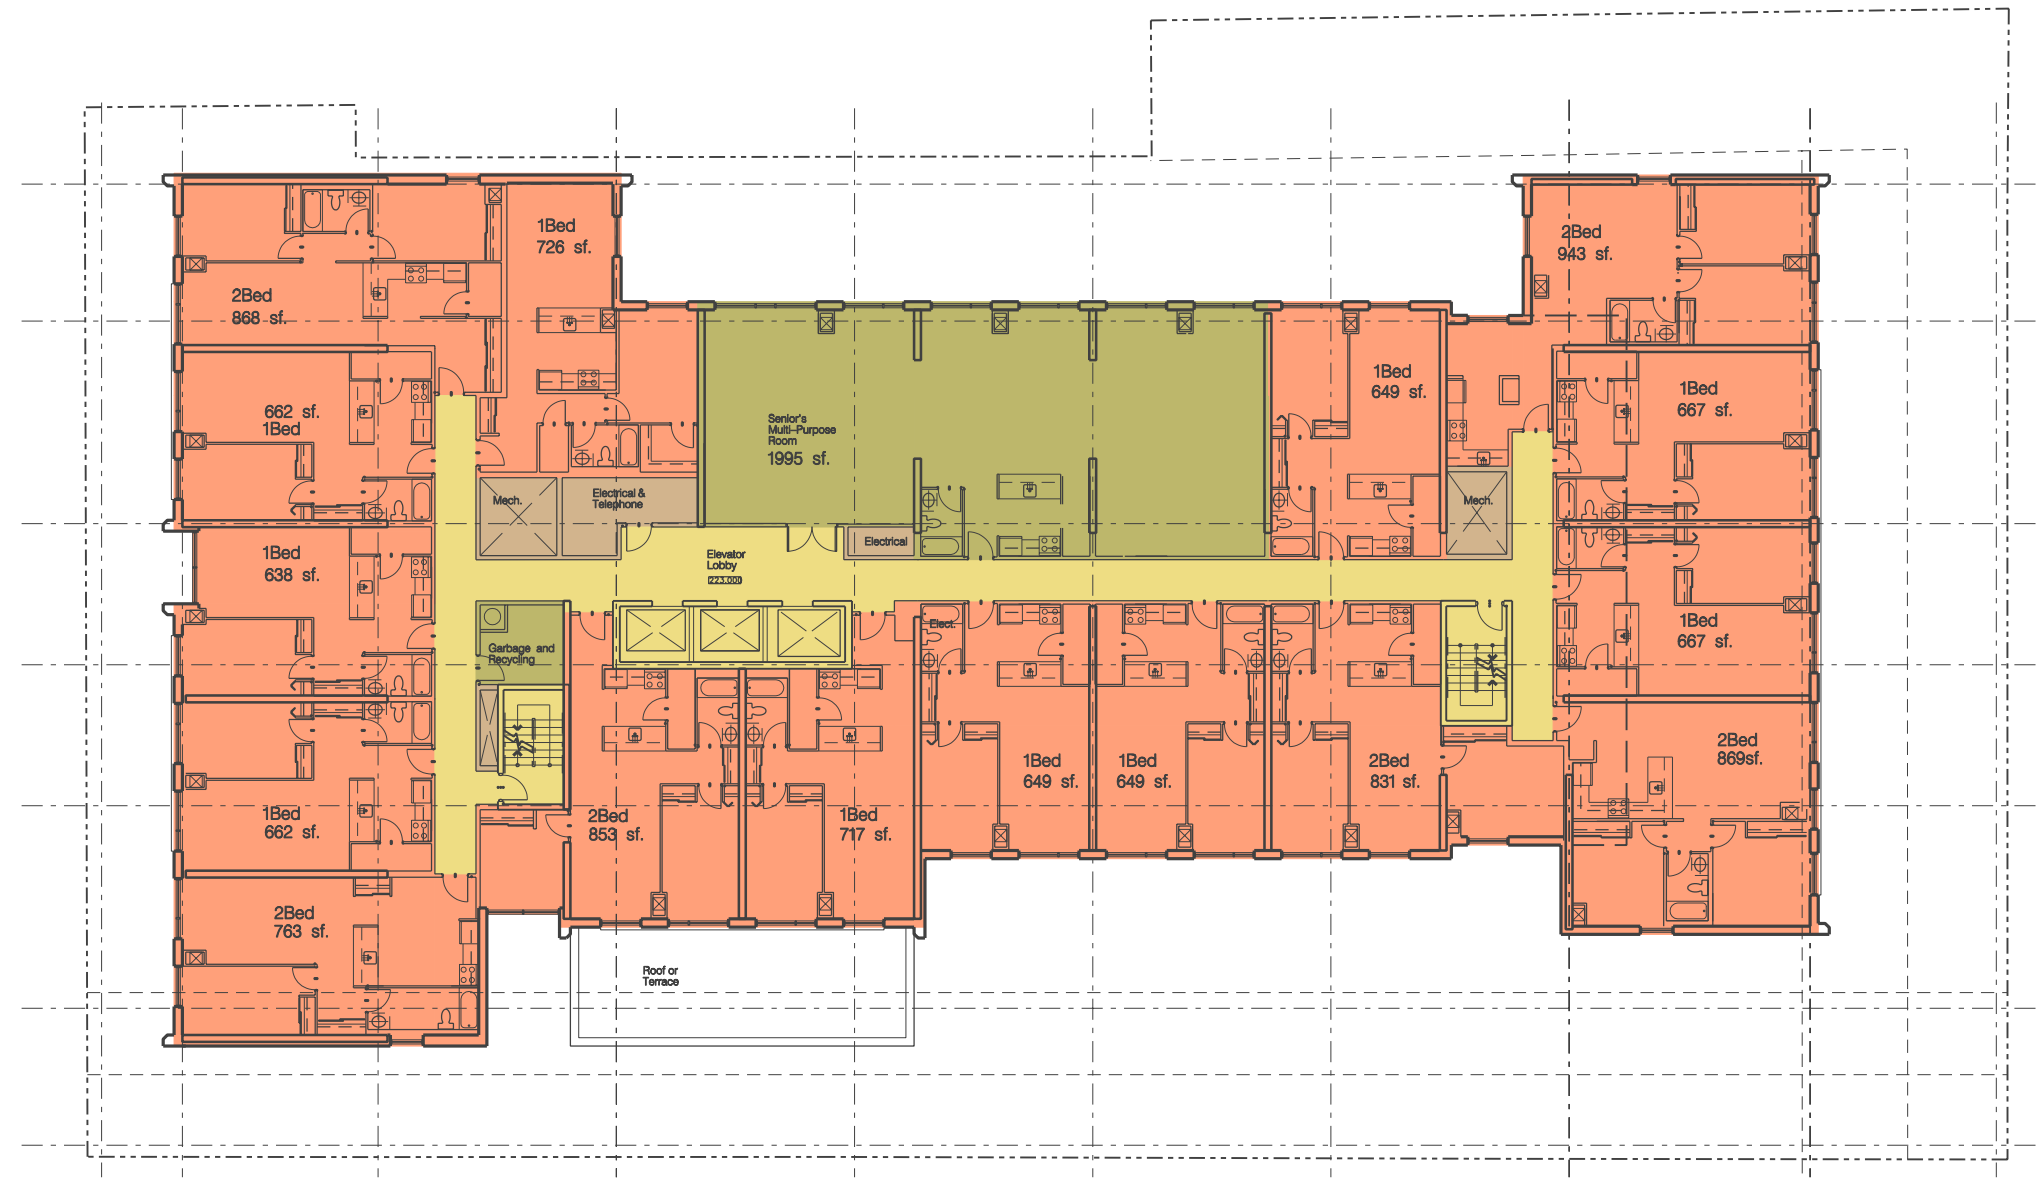 1Bed
726 sf.
2Bed
943 sf.
2Bed
868 sf.
1Bed
649 sf.
1Bed
667 sf.
662 sf.
1Bed
Senior's
Multi-Purpose
Room
1995 sf.
Mech.
Electrical &
Telephone
Mech.
Electrical
Elevator
Lobby
223.000
1Bed
638 sf.
Elect.
1Bed
667 sf.
Garbage and
Recycling
2Bed
869sf.
1Bed
649 sf.
1Bed
649 sf.
2Bed
831 sf.
1Bed
662 sf.
2Bed
853 sf.
1Bed
717 sf.
2Bed
763 sf.
Roof or
Terrace